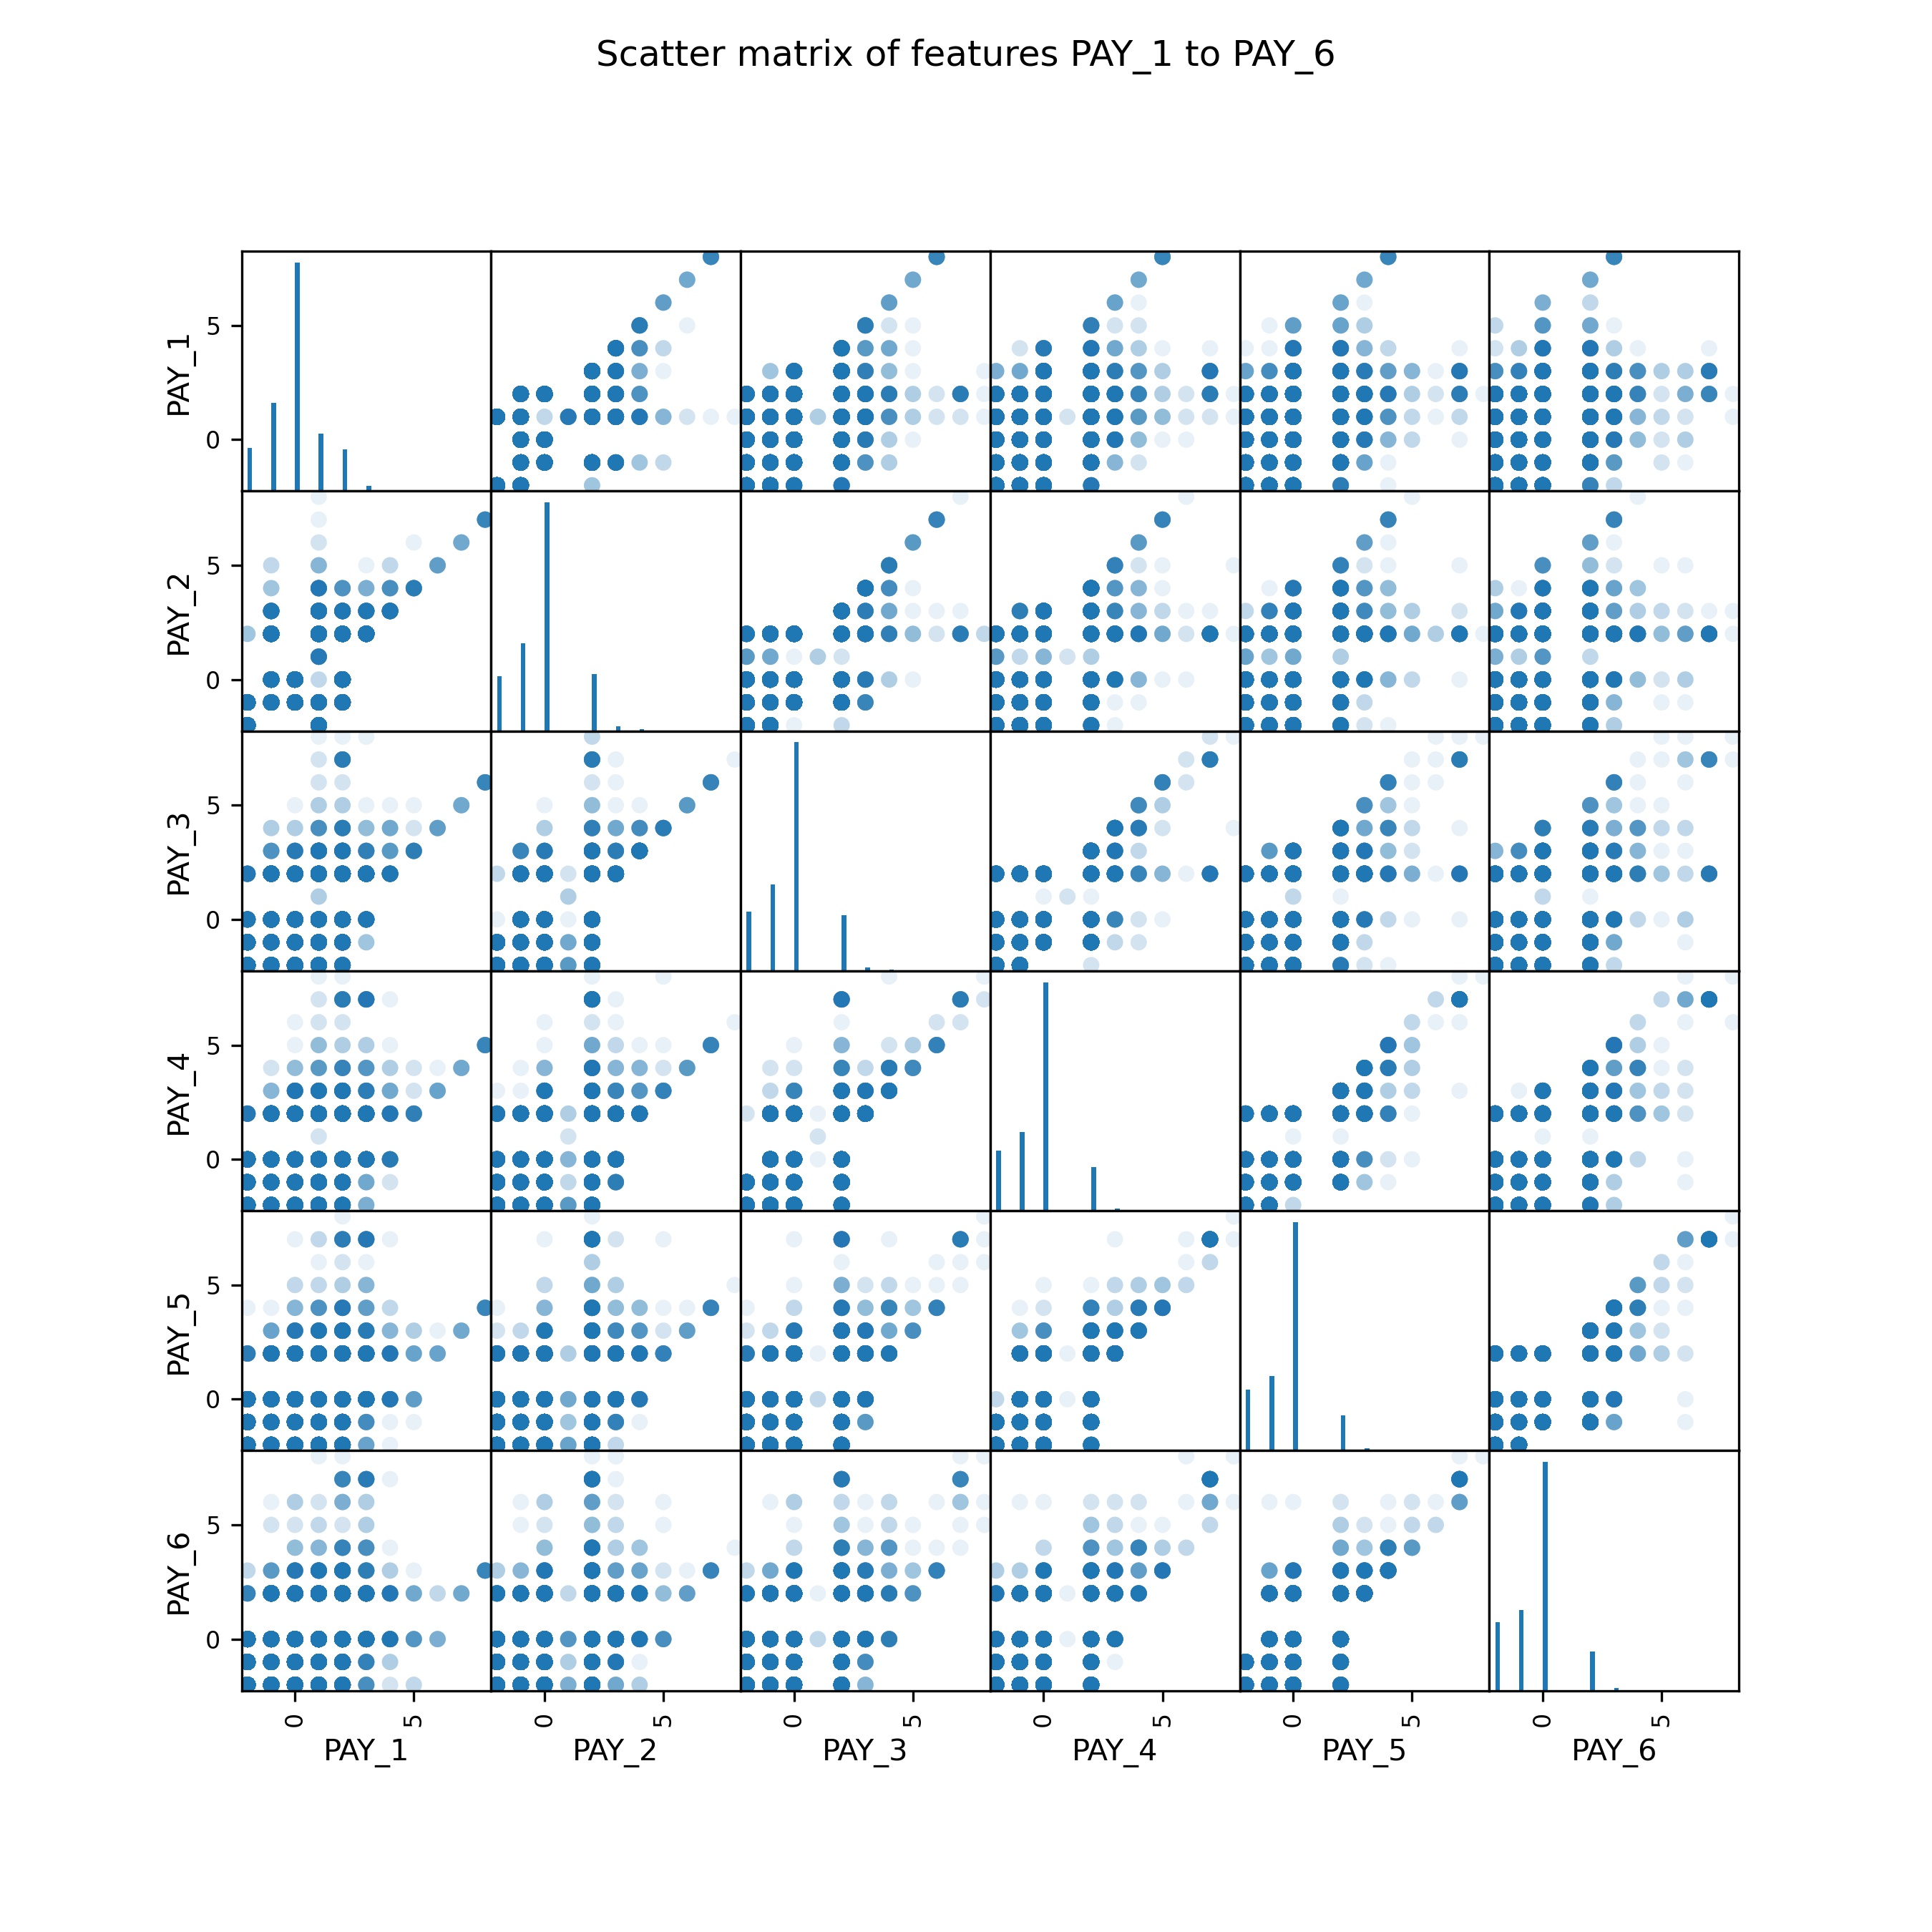 Scatter matrix of features PAY_1 to PAY_6
PAY_1
5
0
PAY_2
5
0
PAY_3
5
0
PAY_4
5
0
PAY_5
5
0
PAY_6
5
0
0 5 0 5 0 5 0 5 0 5 0 5
PAY_1 PAY_2 PAY_3 PAY_4 PAY_5 PAY_6